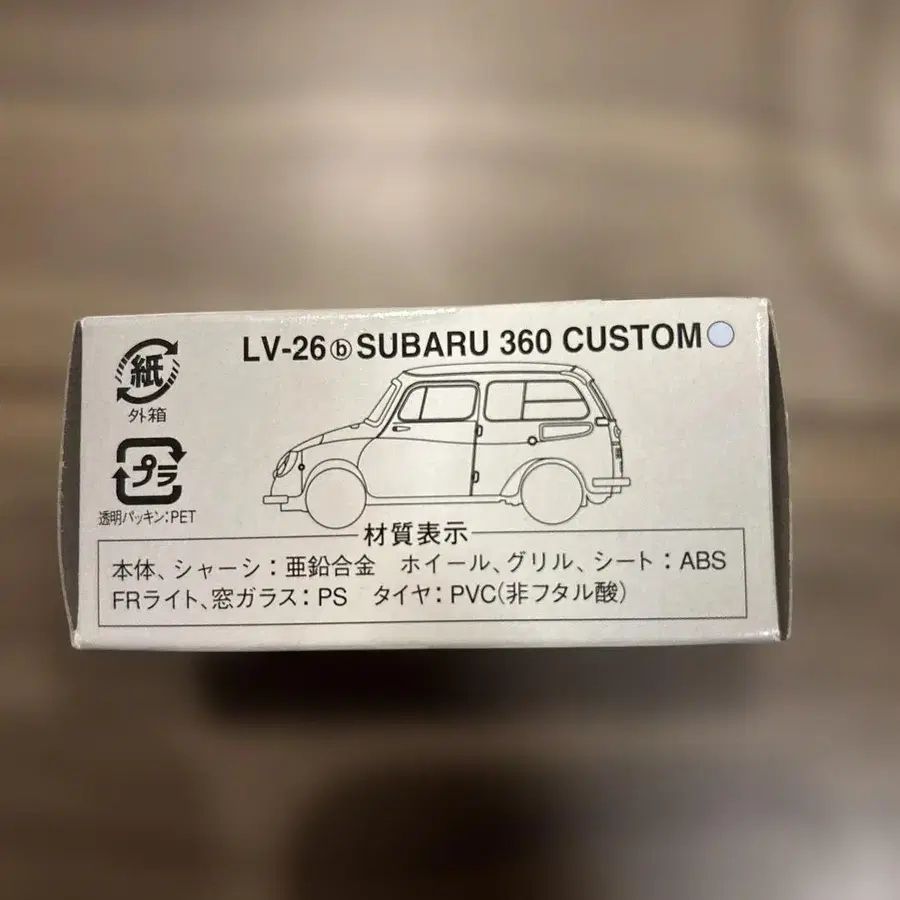 LV-26ⓑSUBARU 360 CUSTOM
紙
外箱
プラ
透明パッキン:PET
材質表示
本体、シャーシ：亜鉛合金　ホイール、グリル、シート：ABS
FRライト、窓ガラス：PS　タイヤ：PVC(非フタル酸)